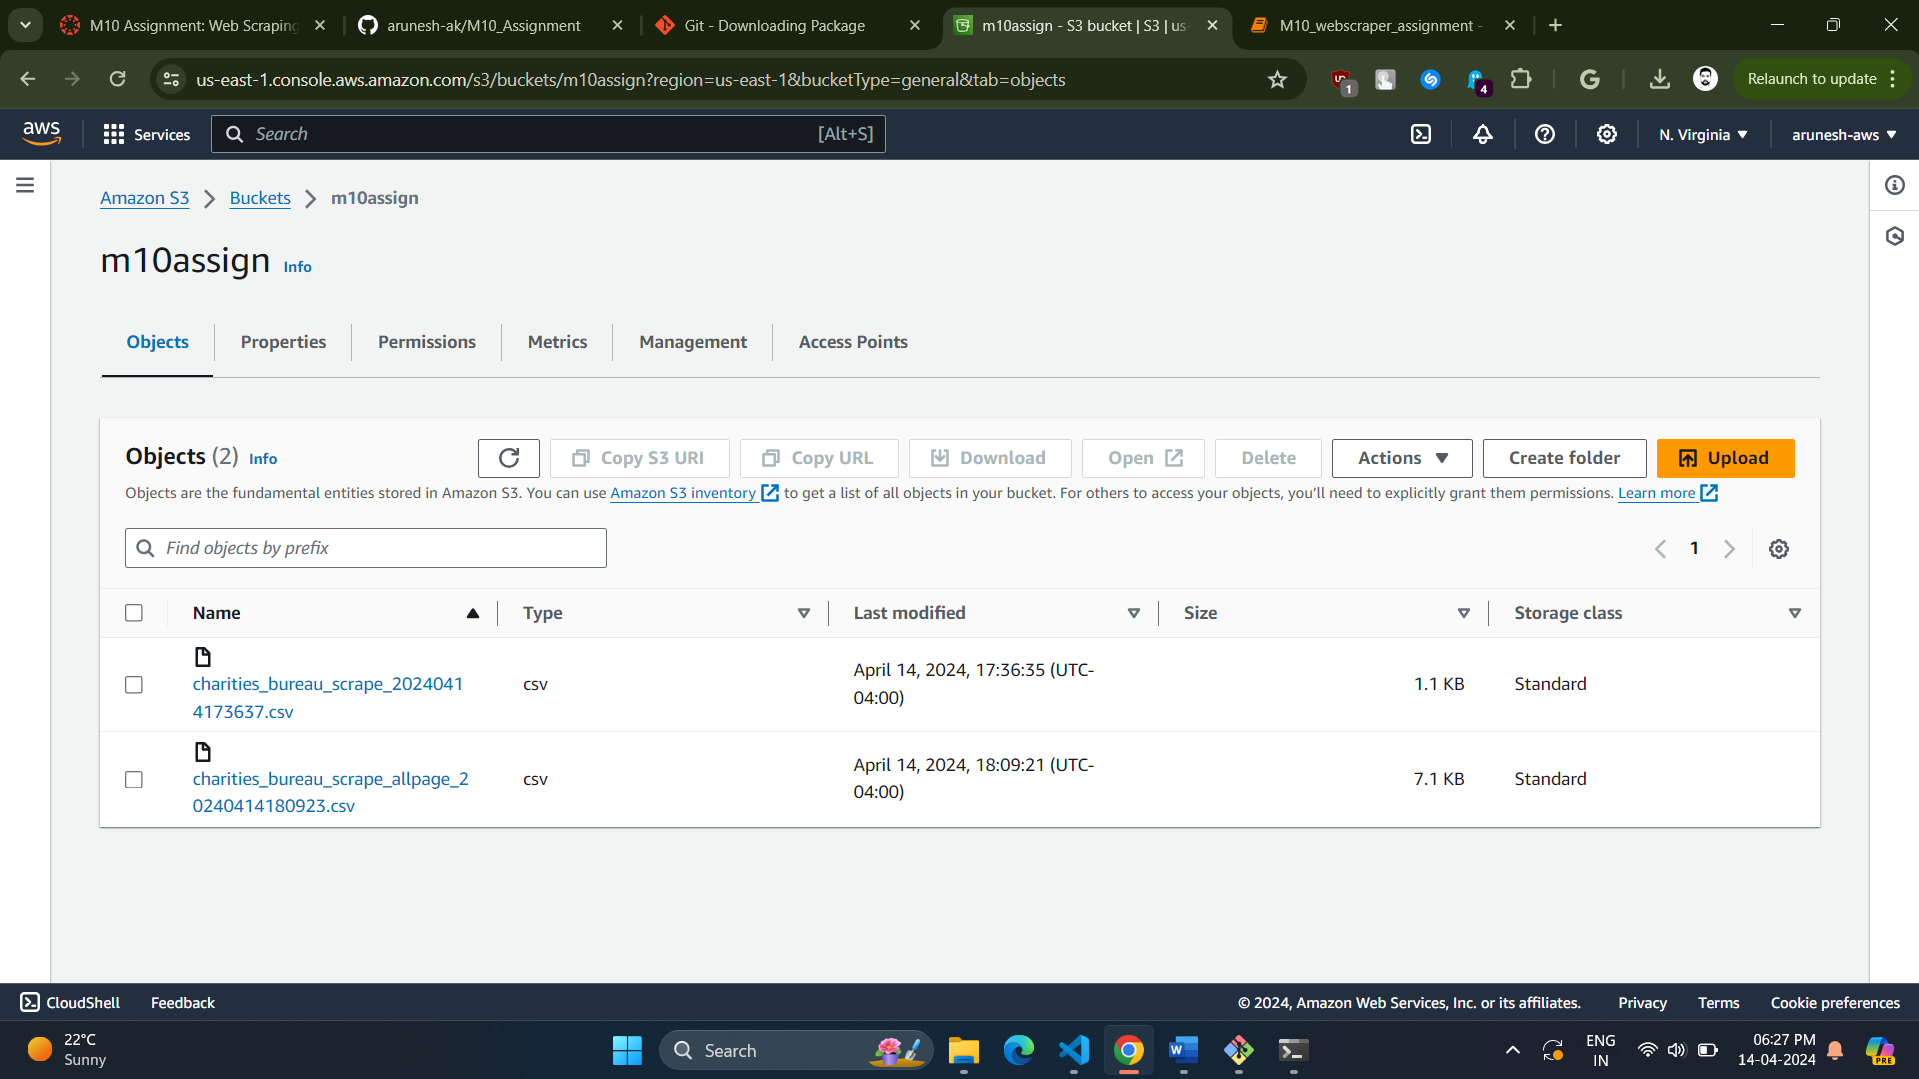 M10 Assignment: Web Scraping
arunesh-ak/M10_Assignment
Git - Downloading Package
m10assign - S3 bucket | S3 | us-
M10_webscraper_assignment -
us-east-1.console.aws.amazon.com/s3/buckets/m10assign?region=us-east-1&bucketType=general&tab=objects
1
4
Relaunch to update
aws
Services
Search
[Alt+S]
N. Virginia
arunesh-aws
Amazon S3
Buckets
m10assign
m10assign
Info
Objects
Properties
Permissions
Metrics
Management
Access Points
Objects (2)
Info
Copy S3 URI
Copy URL
Download
Open
Delete
Actions
Create folder
Upload
Objects are the fundamental entities stored in Amazon S3. You can use Amazon S3 inventory to get a list of all objects in your bucket. For others to access your objects, you'll need to explicitly grant them permissions. Learn more
Find objects by prefix
1
Name
Type
Last modified
Size
Storage class
charities_bureau_scrape_2024041
4173637.csv
csv
April 14, 2024, 17:36:35 (UTC-
04:00)
1.1 KB
Standard
charities_bureau_scrape_allpage_2
0240414180923.csv
csv
April 14, 2024, 18:09:21 (UTC-
04:00)
7.1 KB
Standard
CloudShell
Feedback
© 2024, Amazon Web Services, Inc. or its affiliates.
Privacy
Terms
Cookie preferences
22°C
Sunny
Search
W
PRE
ENG
IN
06:27 PM
14-04-2024